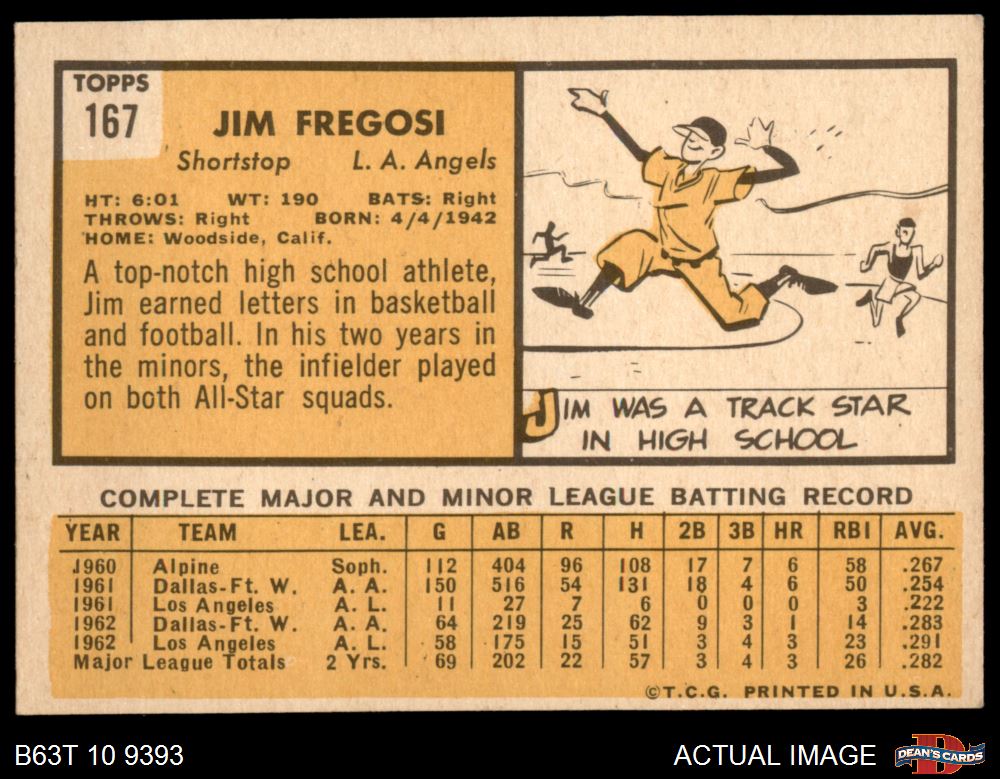 TOPPS
167
JIM FREGOSI
Shortstop L. A. Angels
HT: 6:01 WT: 190 BATS: Right
THROWS: Right BORN: 4/4/1942
HOME: Woodside, Calif.
A top-notch high school athlete,
Jim earned letters in basketball
and football. In his two years in
the minors, the infielder played
on both All-Star squads.
JIM WAS A TRACK STAR
IN HIGH SCHOOL
COMPLETE MAJOR AND MINOR LEAGUE BATTING RECORD
YEAR TEAM LEA. G AB R H 2B 3B HR RBI AVG.
1960 Alpine Soph. 112 404 96 108 17 7 6 58 .267
1961 Dallas-Ft. W. A. A. 150 516 54 131 18 4 6 50 .254
1961 Los Angeles A. L. 11 27 7 6 0 0 0 3 .222
1962 Dallas-Ft. W. A. A. 64 219 25 62 9 3 1 14 .283
1962 Los Angeles A. L. 58 175 15 51 3 4 3 23 .291
Major League Totals 2 Yrs. 69 202 22 57 3 4 3 26 .282
©T.C.G. PRINTED IN U.S.A.
B63T 10 9393 ACTUAL IMAGE D DEAN'S CARDS